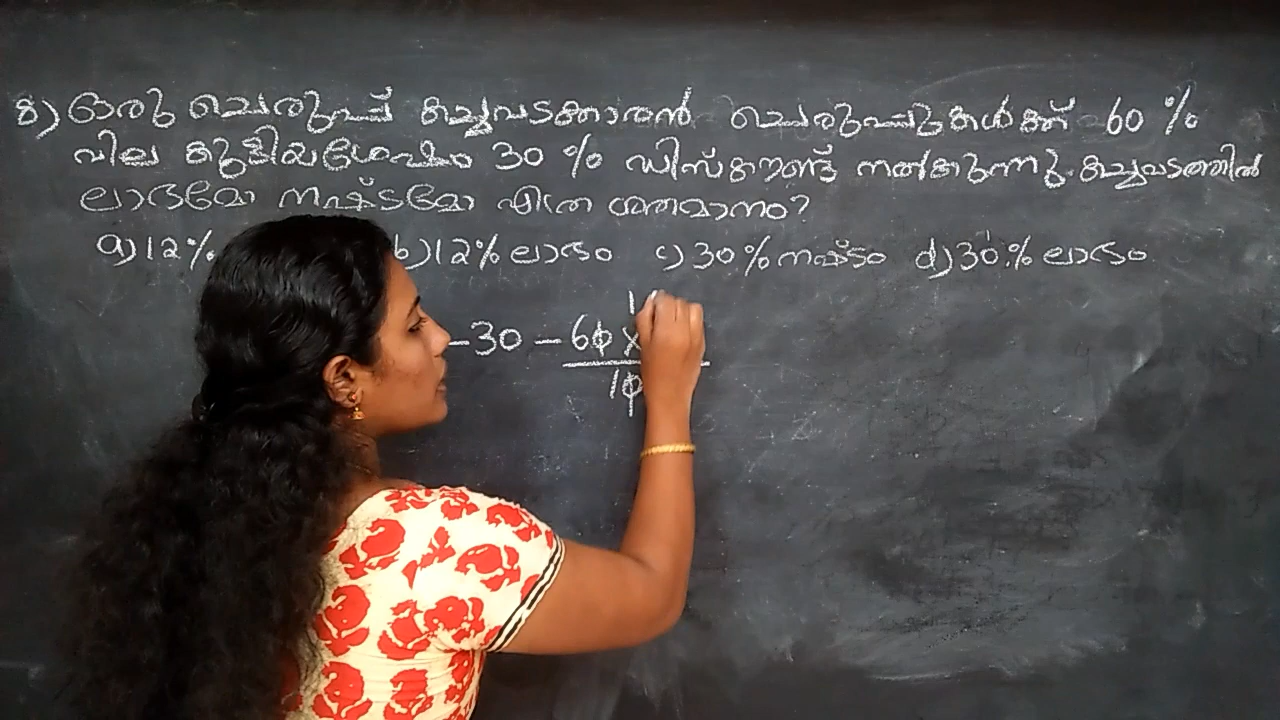 8) ഒരു ചെരുപ്പ് കച്ചവടക്കാരൻ ചെരുപ്പുകൾക്ക് 60 %
വില കൂട്ടിയശേഷം 30 % ഡിസ്കൗണ്ട് നൽകുന്നു. കച്ചവടത്തിൽ
ലാഭമോ നഷ്ടമോ എത്ര ശതമാനം?
a) 12% b) 12% ലാഭം c) 30% നഷ്ടം d) 30% ലാഭം
1
-30 - 60 x
10